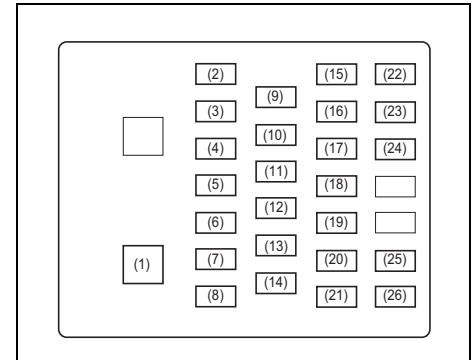 (2) (15) (22)
(9)
(3) (16) (23)
(10)
(4) (17) (24)
(11)
(5) (18)
(12)
(6) (19)
(13)
(1) (7) (20) (25)
(14)
(8) (21) (26)